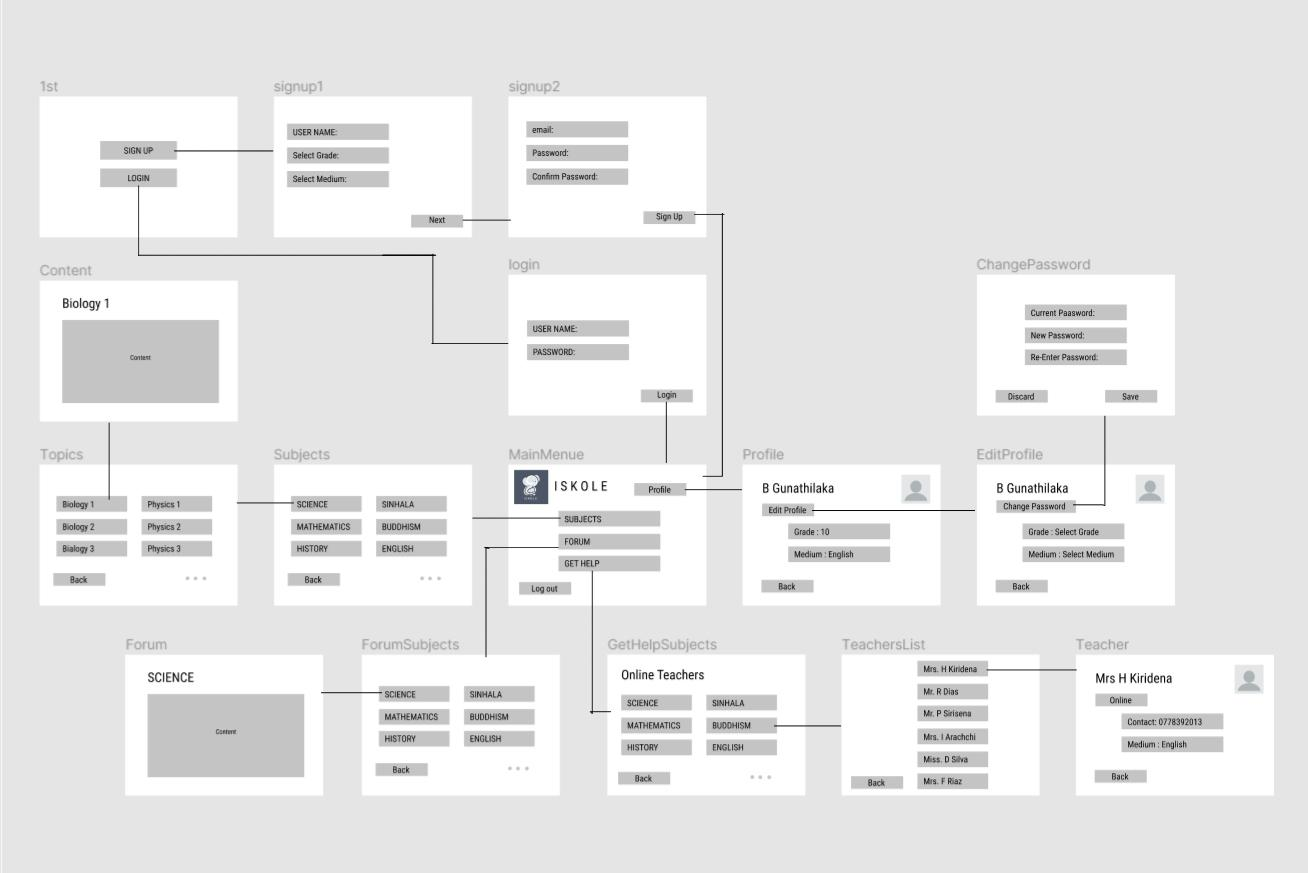 1st
SIGN UP
LOGIN
signup1
USER NAME:
Select Grade:
Select Medium:
Next
signup2
email:
Password:
Confirm Password:
Sign Up
Content
Biology 1
Content
login
USER NAME:
PASSWORD:
Login
ChangePassword
Current Paasword:
New Password:
Re-Enter Password:
Discard
Save
Topics
Biology 1
Physics 1
Biology 2
Physics 2
Bialogy 3
Physics 3
Back
Subjects
SCIENCE
SINHALA
MATHEMATICS
BUDDHISM
HISTORY
ENGLISH
Back
MainMenue
ISKOLE
Profile
SUBJECTS
FORUM
GET HELP
Log out
Profile
B Gunathilaka
Edit Profile
Grade : 10
Medium : English
Back
EditProfile
B Gunathilaka
Change Password
Grade : Select Grade
Medium : Select Medium
Back
Forum
SCIENCE
Content
ForumSubjects
SCIENCE
SINHALA
MATHEMATICS
BUDDHISM
HISTORY
ENGLISH
Back
GetHelpSubjects
Online Teachers
SCIENCE
SINHALA
MATHEMATICS
BUDDHISM
HISTORY
ENGLISH
Back
TeachersList
Mrs. H Kiridena
Mr. R Dias
Mr. P Sirisena
Mrs. I Arachchi
Miss. D Silva
Mrs. F Riaz
Back
Teacher
Mrs H Kiridena
Online
Contact: 0778392013
Medium : English
Back